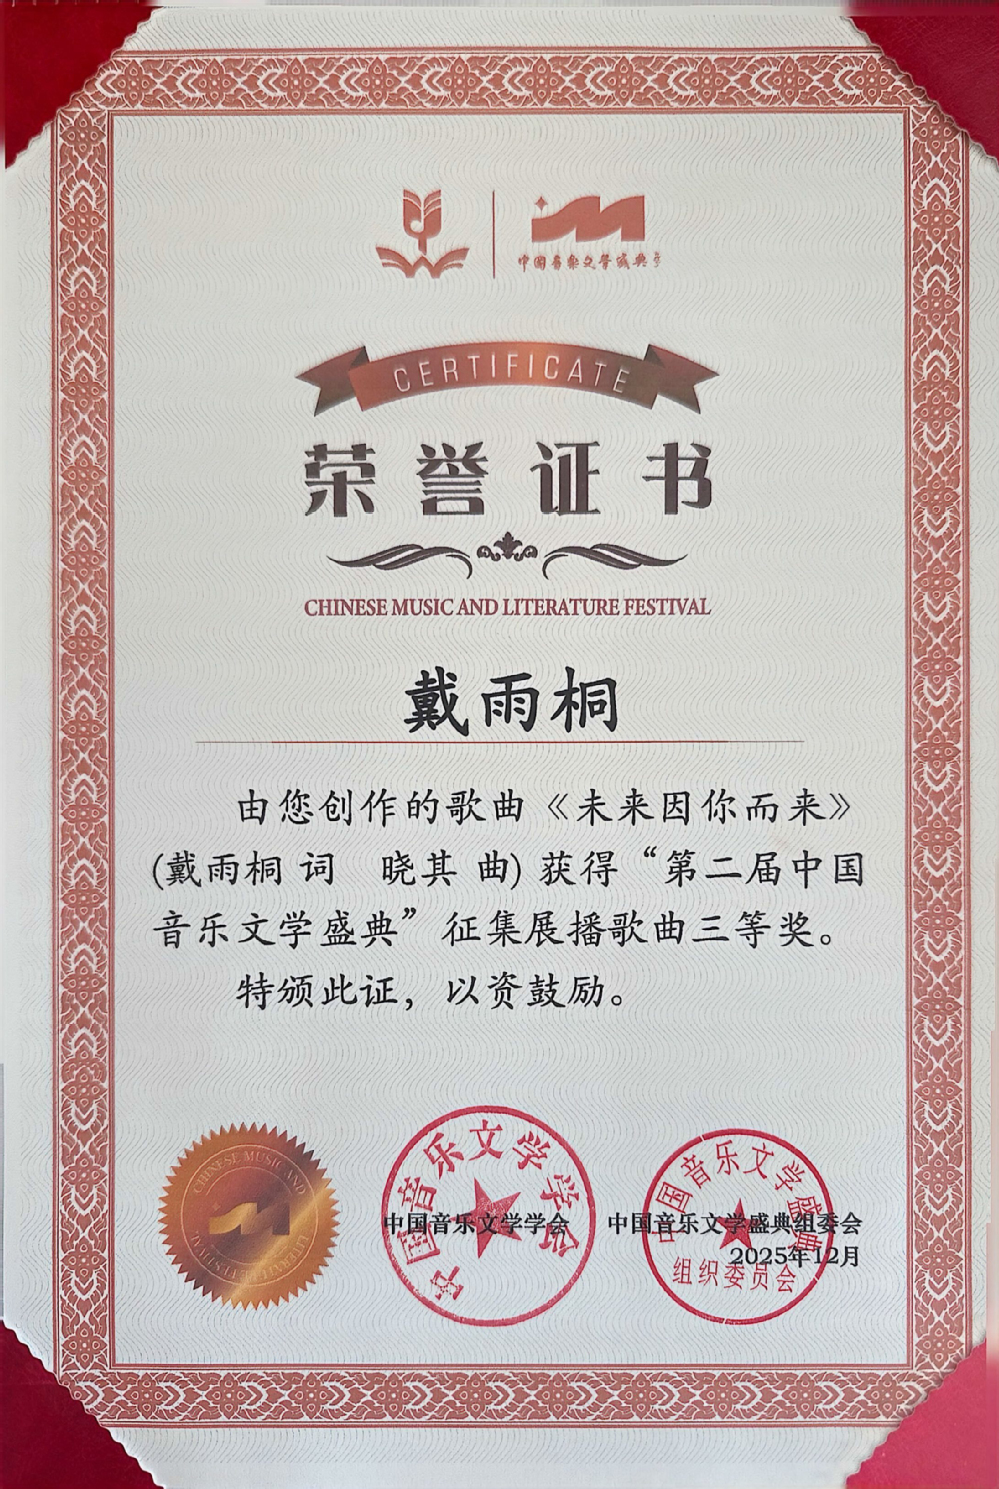 中国音乐文学盛典
CERTIFICATE
荣誉证书
CHINESE MUSIC AND LITERATURE FESTIVAL
戴雨桐
由您创作的歌曲《未来因你而来》
(戴雨桐 词　晓其 曲) 获得“第二届中国
音乐文学盛典”征集展播歌曲三等奖。
特颁此证，以资鼓励。
CHINESE MUSIC AND
LITERATURE FESTIVAL
中国音乐文学学会
中国音乐文学学会
中国音乐文学盛典
组织委员会
中国音乐文学盛典组委会
2025年12月